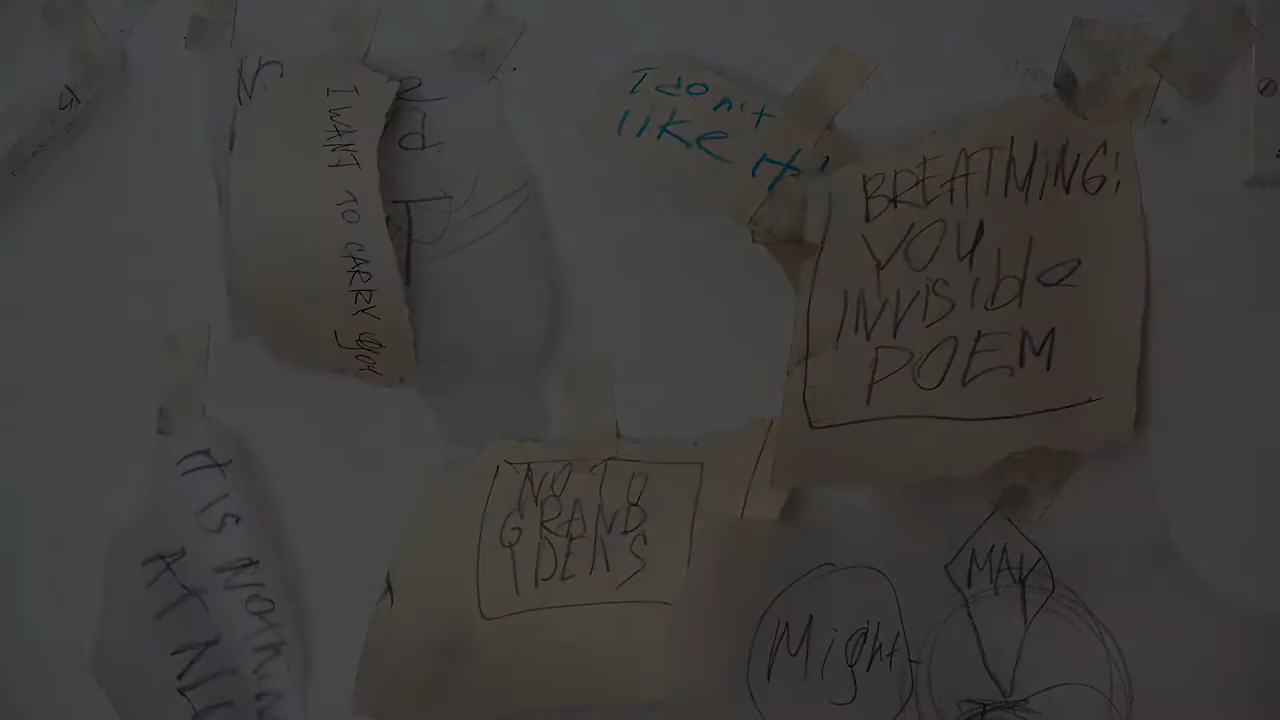 I WANT TO CARRY you
I don't
like it!
BREATHING:
YOU
INVISIblE
POEM
IT IS NOTHIN
AT ALL
NO TO
GRAND
IDEAS
Might
MAY